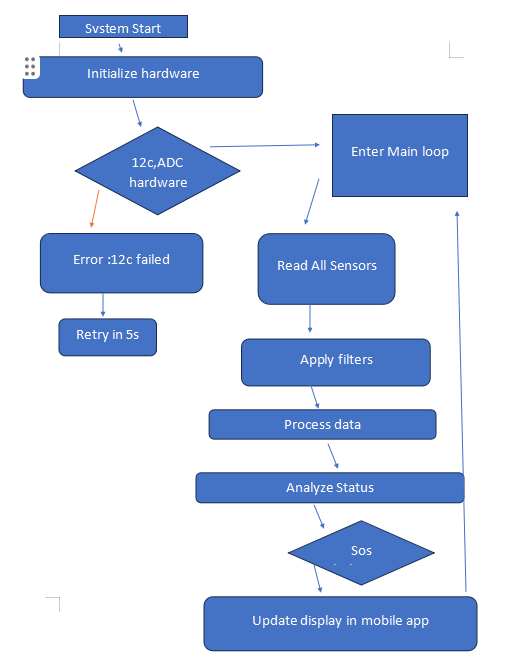 System Start
Initialize hardware
12c,ADC
hardware
Enter Main loop
Error :12c failed
Read All Sensors
Retry in 5s
Apply filters
Process data
Analyze Status
Sos
Update display in mobile app